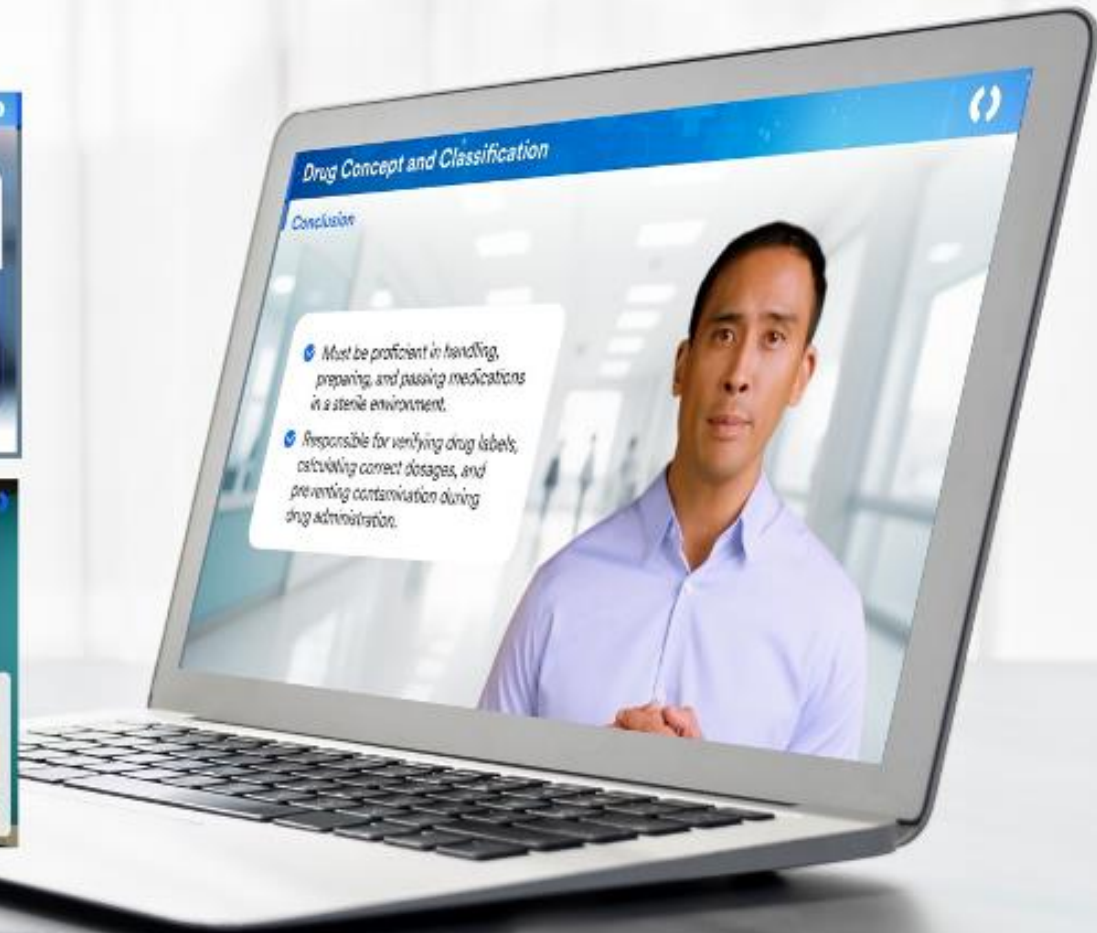 Drug Concept and Classification
Conclusion
Must be proficient in handling,
preparing, and passing medications
in a sterile environment.
Responsible for verifying drug labels,
calculating correct dosages, and
preventing contamination during
drug administration.